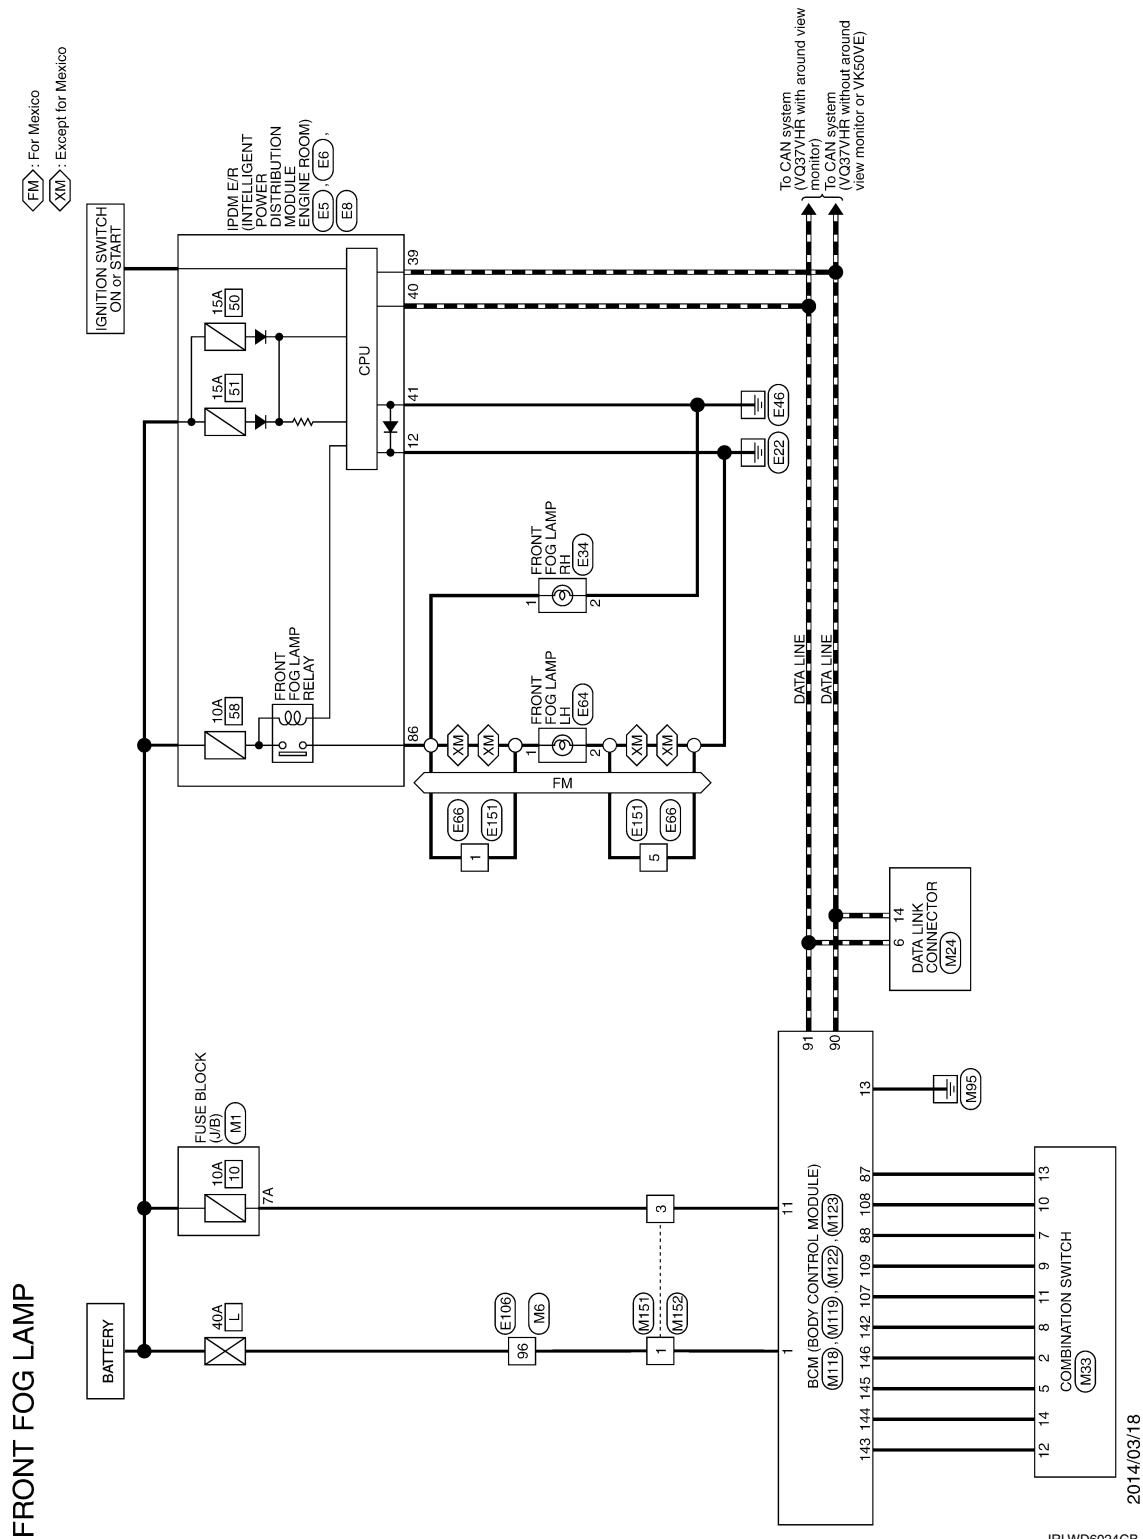 FRONT FOG LAMP
FM : For Mexico
XM : Except for Mexico
BATTERY
IGNITION SWITCH
ON or START
40A
L
FUSE BLOCK
(J/B)
M1
10A
10
7A
10A
58
15A
51
15A
50
IPDM E/R
(INTELLIGENT
POWER
DISTRIBUTION
MODULE
ENGINE ROOM)
E5 , E6 ,
E8
FRONT
FOG LAMP
RELAY
CPU
86
12
41
40
39
XM
XM
1
FRONT
FOG LAMP
LH
E64
2
XM
XM
FM
E66
E151
1
E151
E66
5
1
FRONT
FOG LAMP
RH
E34
2
E22
E46
E106
M6
96
M151
M152
1
3
1
11
BCM (BODY CONTROL MODULE)
M118 , M119 , M122 , M123
91
90
13
M95
DATA LINE
DATA LINE
To CAN system
(VQ37VHR with around view
monitor)
To CAN system
(VQ37VHR without around
view monitor or VK50VE)
6
14
DATA LINK
CONNECTOR
M24
143
144
145
146
142
107
109
88
108
87
12
14
5
2
8
11
9
7
10
13
COMBINATION SWITCH
M33
2014/03/18